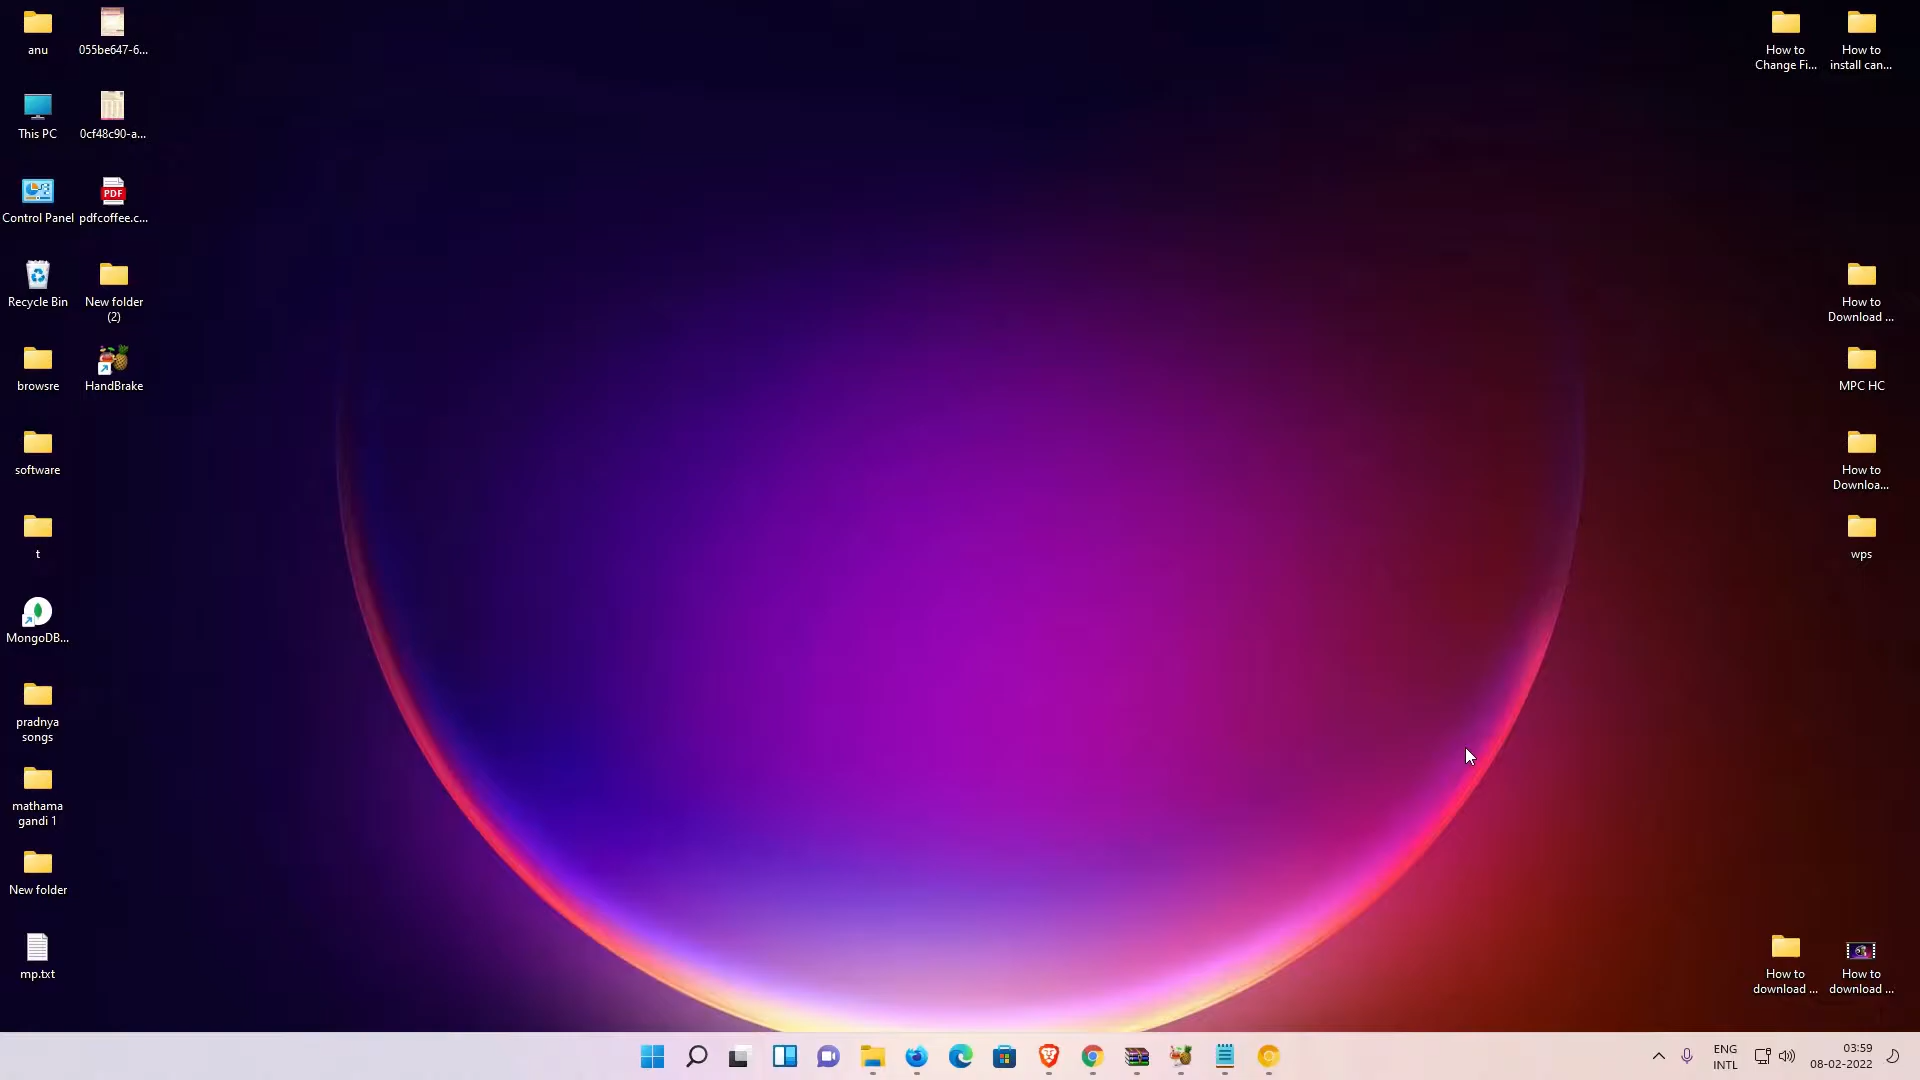 anu
055be647-6...
How to
Change Fi...
How to
install can...
This PC
0cf48c90-a...
Control Panel
PDF
pdfcoffee.c...
Recycle Bin
New folder
(2)
How to
Download ...
browsre
HandBrake
MPC HC
software
How to
Downloa...
t
wps
MongoDB...
pradnya
songs
mathama
gandi 1
New folder
mp.txt
How to
download ...
How to
download ...
ENG
INTL
03:59
08-02-2022